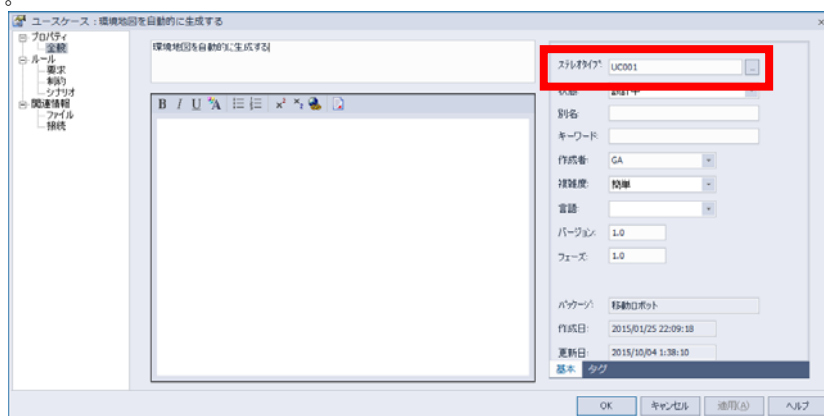 。
ユースケース : 環境地図を自動的に生成する
プロパティ
全般
ルール
要求
制約
シナリオ
関連情報
ファイル
接続
環境地図を自動的に生成する
B I U A x² x₂
ステレオタイプ: UC001 ...
状態:
別名:
キーワード:
作成者: GA
複雑度: 簡単
言語:
バージョン: 1.0
フェーズ: 1.0
パッケージ: 移動ロボット
作成日: 2015/01/25 22:09:18
更新日: 2015/10/04 1:38:10
基本 タグ
OK キャンセル 適用(A) ヘルプ